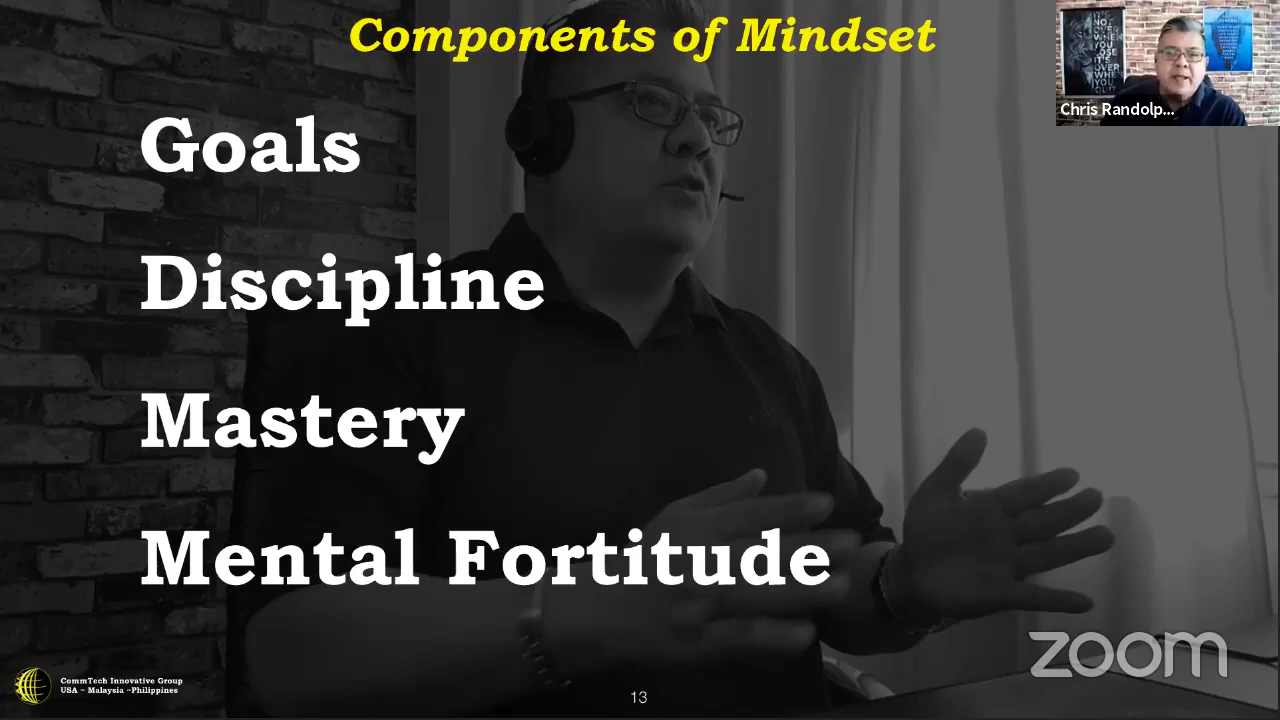 Components of Mindset
Goals
Discipline
Mastery
Mental Fortitude
Chris Randolp...
CommTech Innovative Group
USA ~ Malaysia ~Philippines
13
zoom